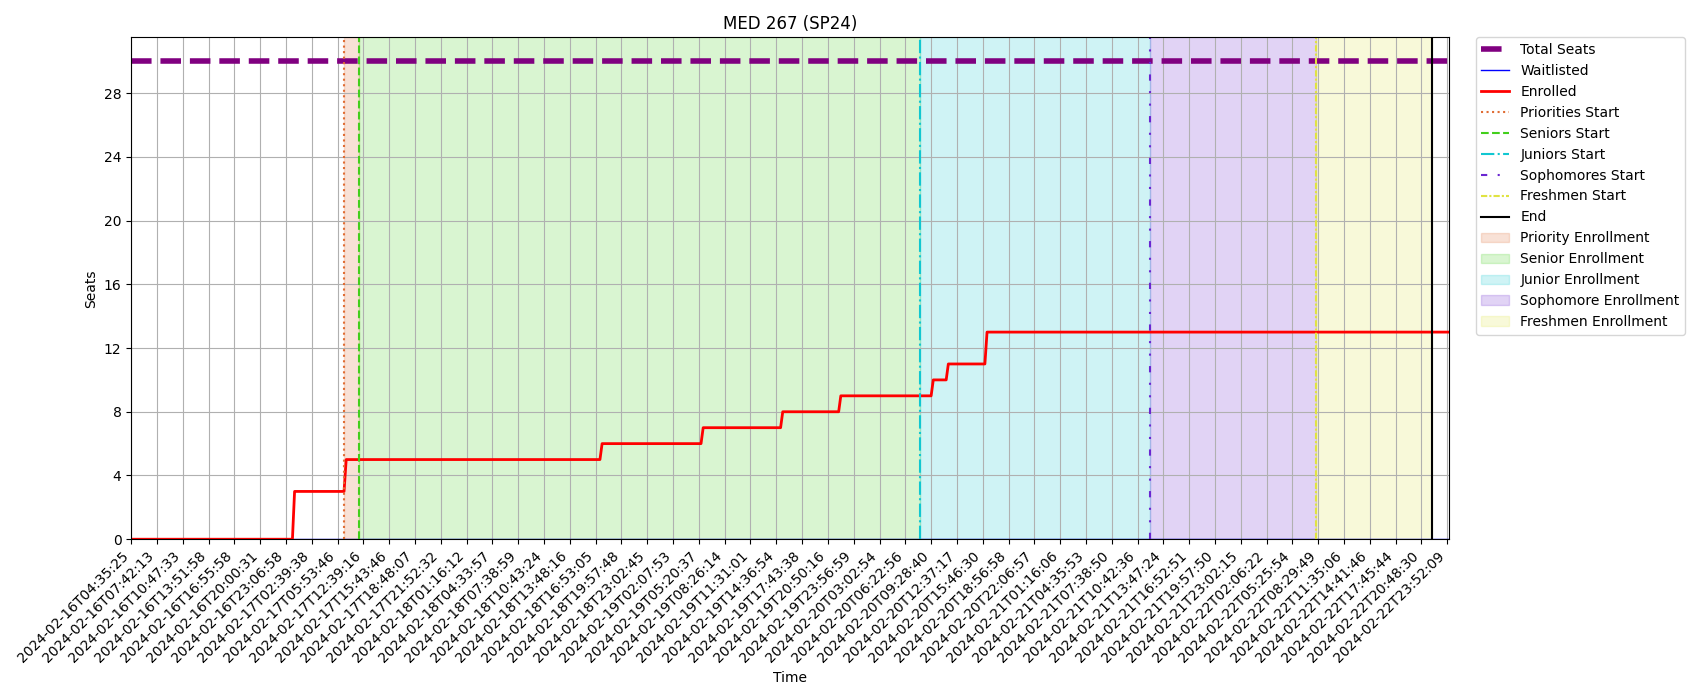 MED 267 (SP24)
Total Seats
Waitlisted
Enrolled
Priorities Start
Seniors Start
Juniors Start
Sophomores Start
Freshmen Start
End
Priority Enrollment
Senior Enrollment
Junior Enrollment
Sophomore Enrollment
Freshmen Enrollment
Seats
28
24
20
16
12
8
4
0
2024-02-16T04:35:25
2024-02-16T07:42:13
2024-02-16T10:47:33
2024-02-16T13:51:58
2024-02-16T16:55:58
2024-02-16T20:00:31
2024-02-16T23:06:58
2024-02-17T02:39:38
2024-02-17T05:53:46
2024-02-17T12:39:16
2024-02-17T15:43:46
2024-02-17T18:48:07
2024-02-17T21:52:32
2024-02-18T01:16:12
2024-02-18T04:33:57
2024-02-18T07:38:59
2024-02-18T10:43:24
2024-02-18T13:48:16
2024-02-18T16:53:05
2024-02-18T19:57:48
2024-02-18T23:02:45
2024-02-19T02:07:53
2024-02-19T05:20:37
2024-02-19T08:26:14
2024-02-19T11:31:01
2024-02-19T14:36:54
2024-02-19T17:43:38
2024-02-19T20:50:16
2024-02-19T23:56:59
2024-02-20T03:02:54
2024-02-20T06:22:56
2024-02-20T09:28:40
2024-02-20T12:37:17
2024-02-20T15:46:30
2024-02-20T18:56:58
2024-02-20T22:06:57
2024-02-21T01:16:06
2024-02-21T04:35:53
2024-02-21T07:38:50
2024-02-21T10:42:36
2024-02-21T13:47:24
2024-02-21T16:52:51
2024-02-21T19:57:50
2024-02-21T23:02:15
2024-02-22T02:06:22
2024-02-22T05:25:54
2024-02-22T08:29:49
2024-02-22T11:35:06
2024-02-22T14:41:46
2024-02-22T17:45:44
2024-02-22T20:48:30
2024-02-22T23:52:09
Time